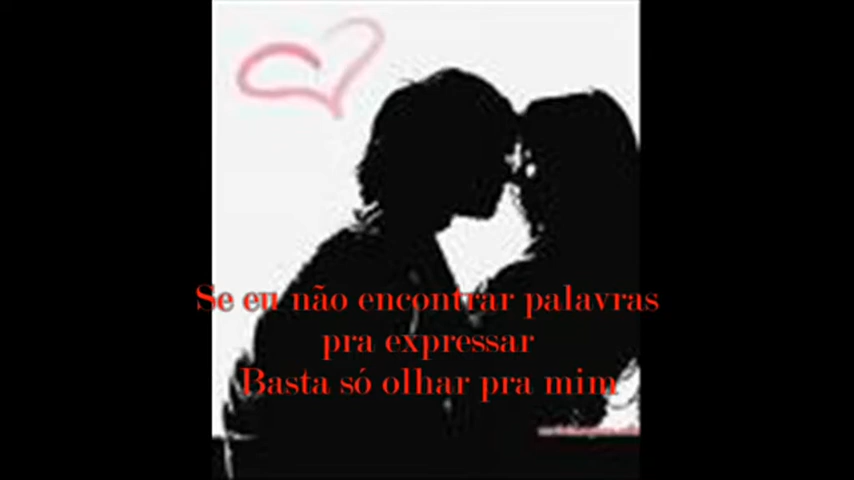 Se eu não encontrar palavras
pra expressar
Basta só olhar pra mim